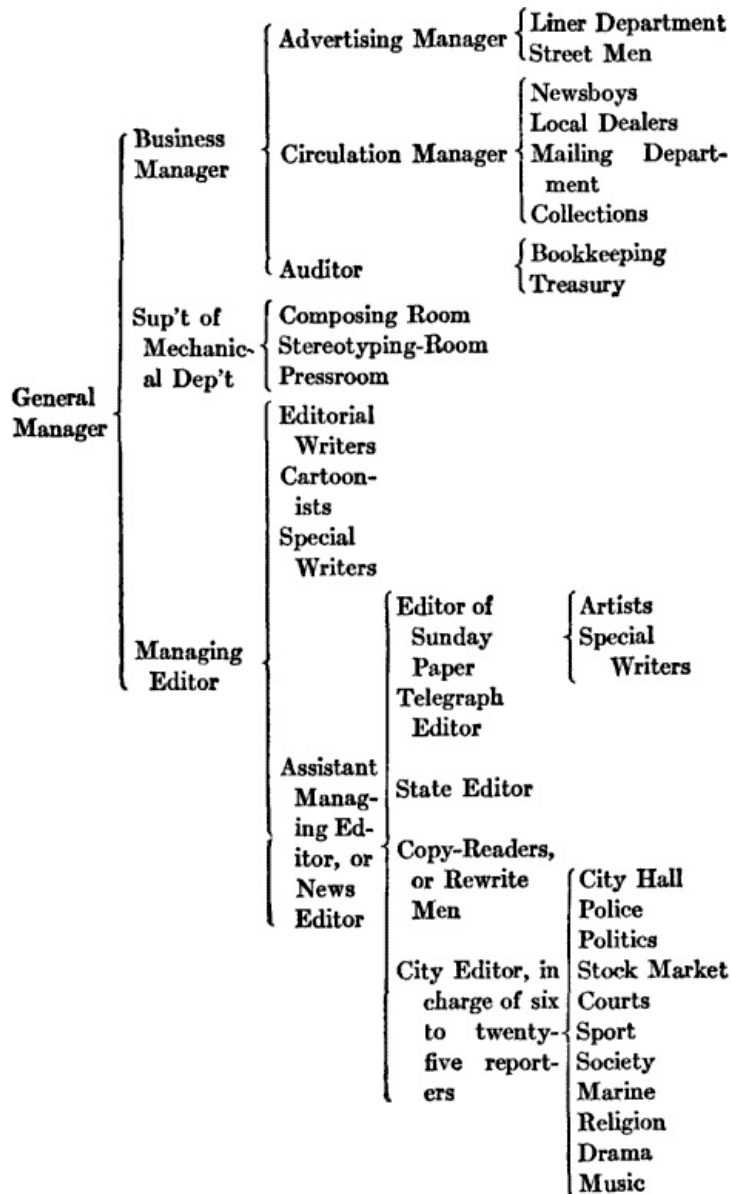 General
Manager
Business
Manager
Advertising Manager
Liner Department
Street Men
Circulation Manager
Newsboys
Local Dealers
Mailing Depart-
ment
Collections
Auditor
Bookkeeping
Treasury
Sup't of
Mechanic-
al Dep't
Composing Room
Stereotyping-Room
Pressroom
Managing
Editor
Editorial
Writers
Cartoon-
ists
Special
Writers
Assistant
Manag-
ing Ed-
itor, or
News
Editor
Editor of
Sunday
Paper
Artists
Special
Writers
Telegraph
Editor
State Editor
Copy-Readers,
or Rewrite
Men
City Editor, in
charge of six
to twenty-
five report-
ers
City Hall
Police
Politics
Stock Market
Courts
Sport
Society
Marine
Religion
Drama
Music